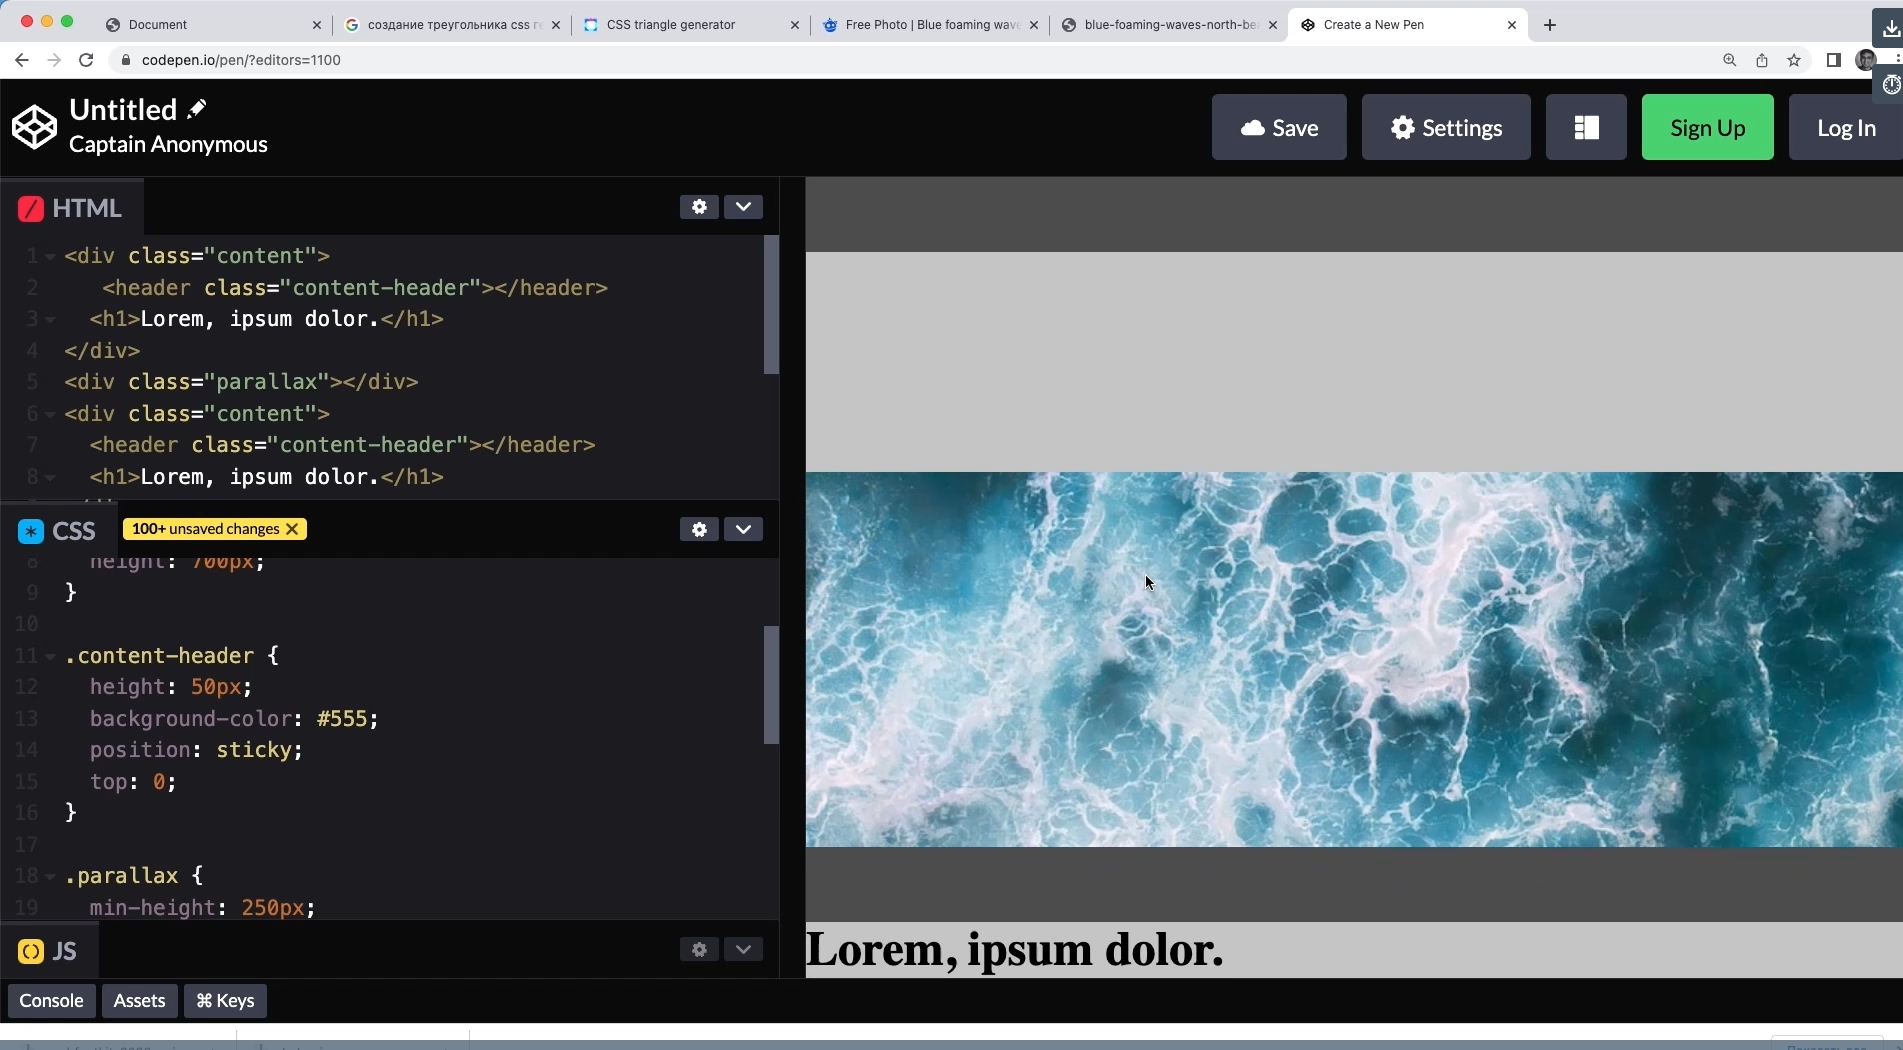 Document
создание треугольника css ге
CSS triangle generator
Free Photo | Blue foaming wave
blue-foaming-waves-north-be
Create a New Pen
codepen.io/pen/?editors=1100
Untitled
Captain Anonymous
Save
Settings
Sign Up
Log In
HTML
1 <div class="content">
2 <header class="content-header"></header>
3 <h1>Lorem, ipsum dolor.</h1>
4 </div>
5 <div class="parallax"></div>
6 <div class="content">
7 <header class="content-header"></header>
8 <h1>Lorem, ipsum dolor.</h1>
CSS
100+ unsaved changes
8 height: 700px;
9 }
10
11 .content-header {
12 height: 50px;
13 background-color: #555;
14 position: sticky;
15 top: 0;
16 }
17
18 .parallax {
19 min-height: 250px;
Lorem, ipsum dolor.
JS
Console
Assets
⌘ Keys